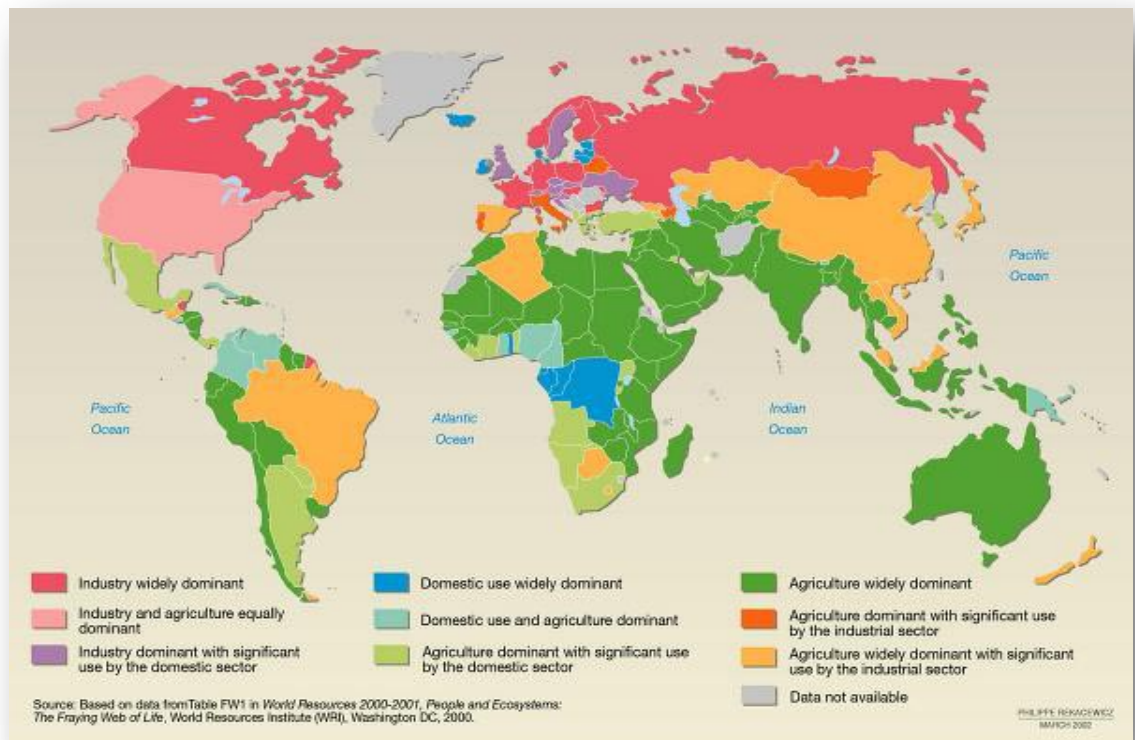 Pacific
Ocean
Pacific
Ocean
Atlantic
Ocean
Indian
Ocean
Industry widely dominant
Industry and agriculture equally
dominant
Industry dominant with significant
use by the domestic sector
Domestic use widely dominant
Domestic use and agriculture dominant
Agriculture dominant with significant use
by the domestic sector
Agriculture widely dominant
Agriculture dominant with significant use
by the industrial sector
Agriculture widely dominant with significant
use by the industrial sector
Data not available
Source: Based on data fromTable FW1 in World Resources 2000-2001, People and Ecosystems:
The Fraying Web of Life, World Resources Institute (WRI), Washington DC, 2000.
PHILIPPE REKACEWICZ
MARCH 2002